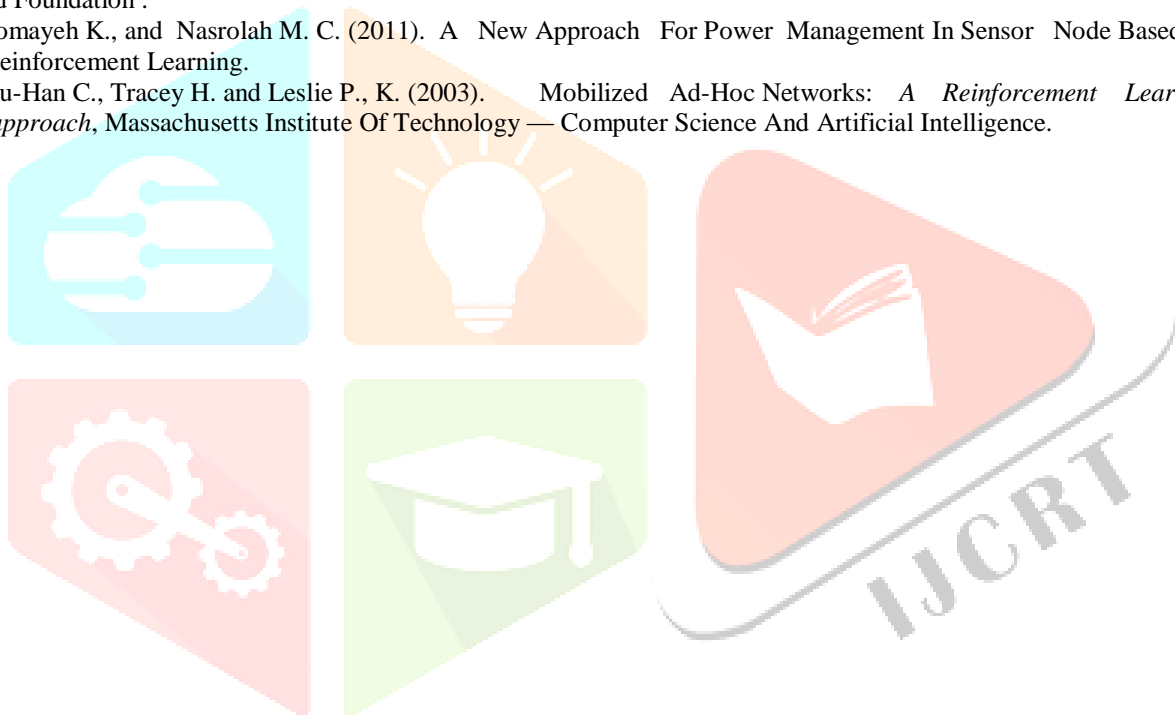 d Foundation .
omayeh K., and Nasrolah M. C. (2011). A New Approach For Power Management In Sensor Node Based
einforcement Learning.
u-Han C., Tracey H. and Leslie P., K. (2003). Mobilized Ad-Hoc Networks: A Reinforcement Lear
pproach, Massachusetts Institute Of Technology — Computer Science And Artificial Intelligence.
IJCRT